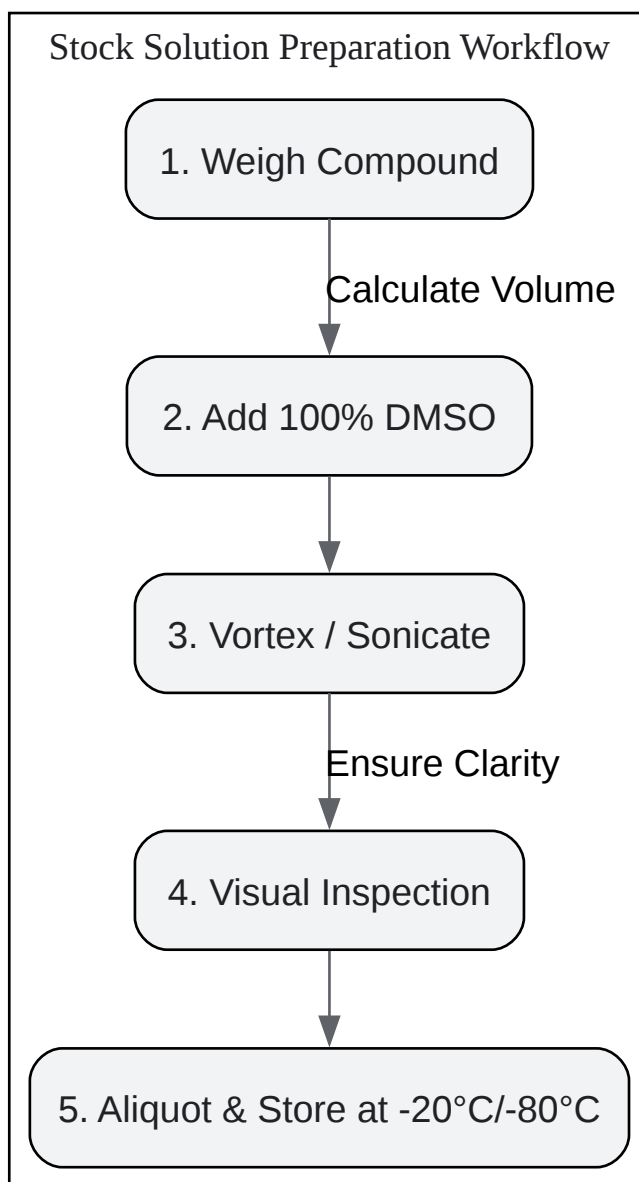 Stock Solution Preparation Workflow
1. Weigh Compound
Calculate Volume
2. Add 100% DMSO
3. Vortex / Sonicate
Ensure Clarity
4. Visual Inspection
5. Aliquot & Store at -20°C/-80°C